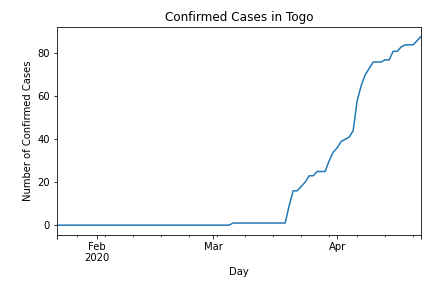 Confirmed Cases in Togo
Number of Confirmed Cases
80
60
40
20
0
Feb
2020
Mar
Apr
Day